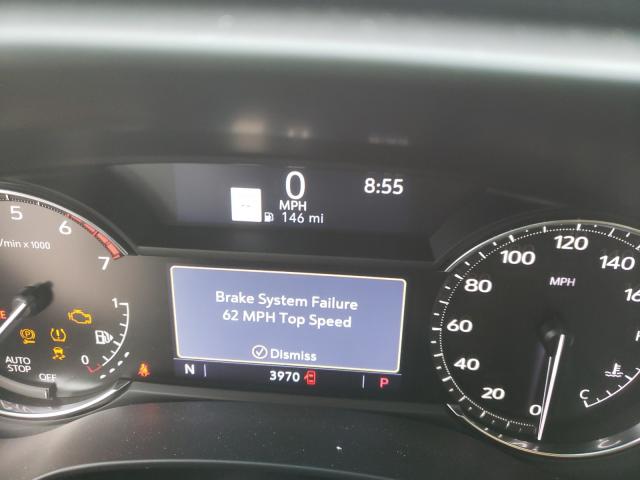 0
MPH
8:55
146 mi
5
6
7
/min x 1000
1
0
AUTO
STOP
OFF
Brake System Failure
62 MPH Top Speed
Dismiss
N
3970
P
0
20
40
60
80
100
120
140
MPH
C